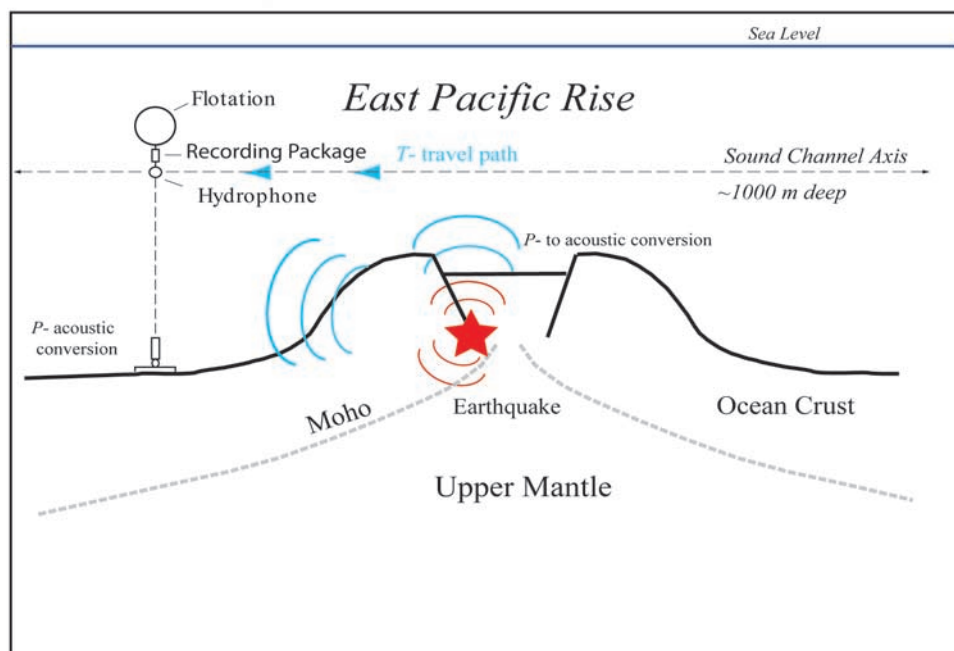 Sea Level
East Pacific Rise
Flotation
Recording Package
T- travel path
Sound Channel Axis
Hydrophone
~1000 m deep
P- to acoustic conversion
P- acoustic
conversion
Moho
Earthquake
Ocean Crust
Upper Mantle